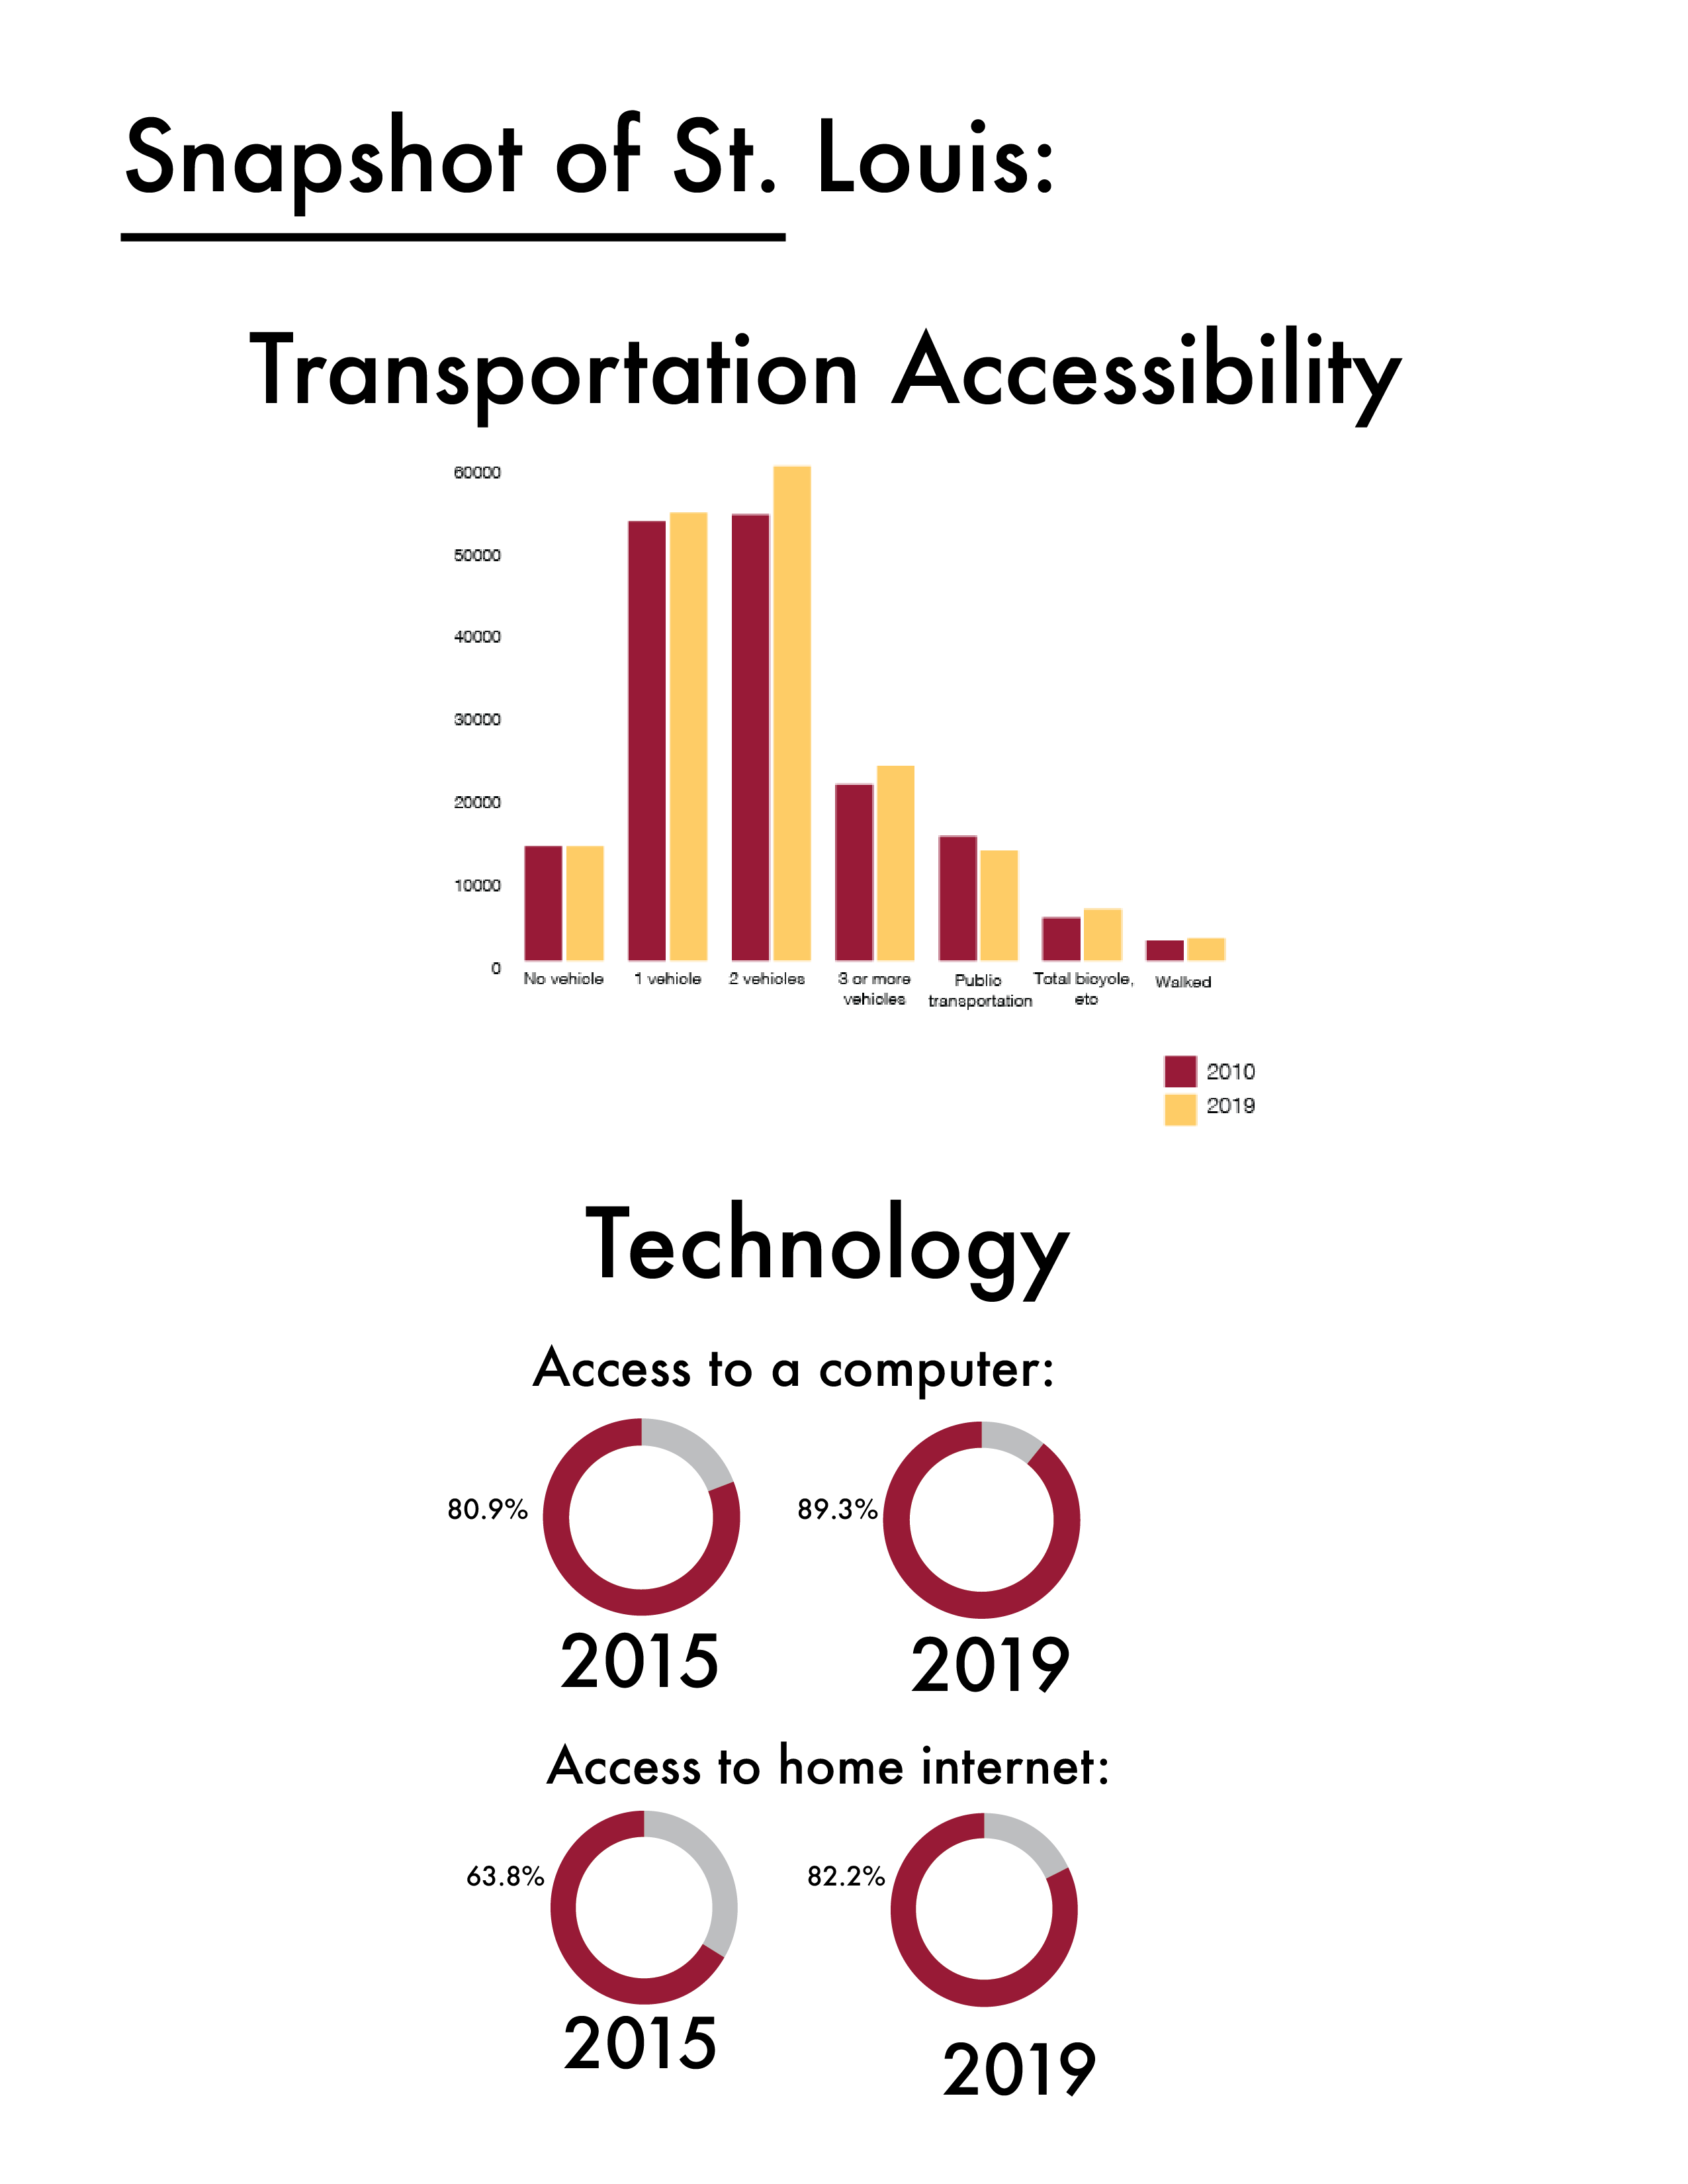 Snapshot of St. Louis:
Transportation Accessibility
60000
50000
40000
30000
20000
10000
0
No vehicle
1 vehicle
2 vehicles
3 or more
vehicles
Public
transportation
Total bicycle,
etc
Walked
2010
2019
Technology
Access to a computer:
80.9%
89.3%
2015
2019
Access to home internet:
63.8%
82.2%
2015
2019